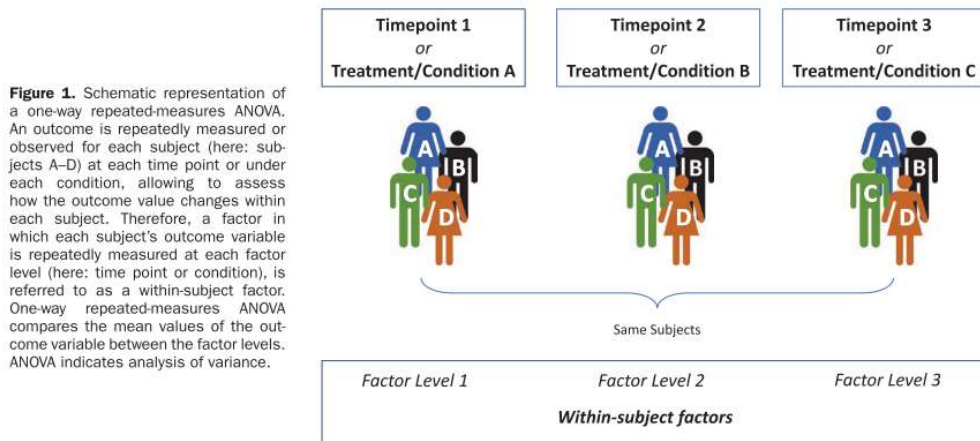 Figure 1. Schematic representation of
a one-way repeated-measures ANOVA.
An outcome is repeatedly measured or
observed for each subject (here: sub-
jects A–D) at each time point or under
each condition, allowing to assess
how the outcome value changes within
each subject. Therefore, a factor in
which each subject's outcome variable
is repeatedly measured at each factor
level (here: time point or condition), is
referred to as a within-subject factor.
One-way repeated-measures ANOVA
compares the mean values of the out-
come variable between the factor levels.
ANOVA indicates analysis of variance.
Timepoint 1
or
Treatment/Condition A
Timepoint 2
or
Treatment/Condition B
Timepoint 3
or
Treatment/Condition C
A
B
C
D
A
B
C
D
A
B
C
D
Same Subjects
Factor Level 1
Factor Level 2
Factor Level 3
Within-subject factors